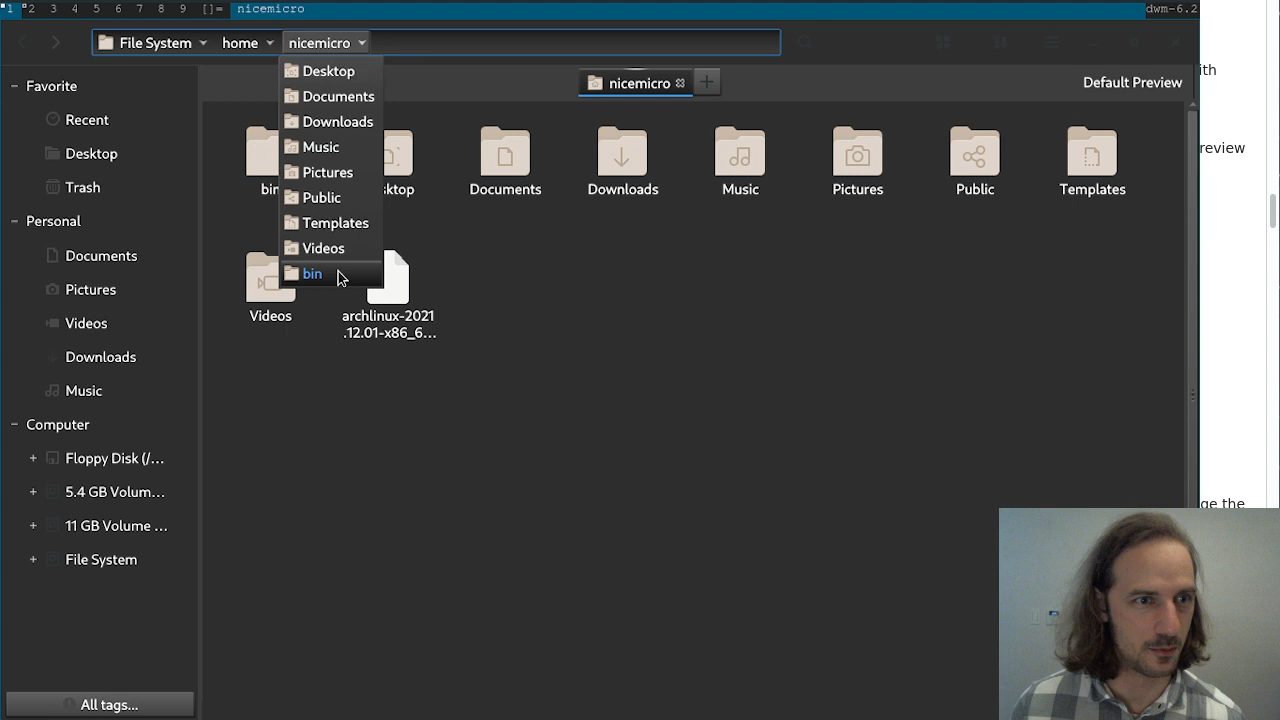 1 2 3 4 5 6 7 8 9 []= nicemicro dwm-6.2
File System home nicemicro
Desktop
Documents
Downloads
Music
Pictures
Public
Templates
Videos
bin
nicemicro
Default Preview
Favorite
Recent
Desktop
Trash
Personal
Documents
Pictures
Videos
Downloads
Music
Computer
+ Floppy Disk (/...
+ 5.4 GB Volum...
+ 11 GB Volume ...
+ File System
All tags...
Documents Downloads Music Pictures Public Templates
Videos
archlinux-2021
.12.01-x86_6...
ith
review
ge the